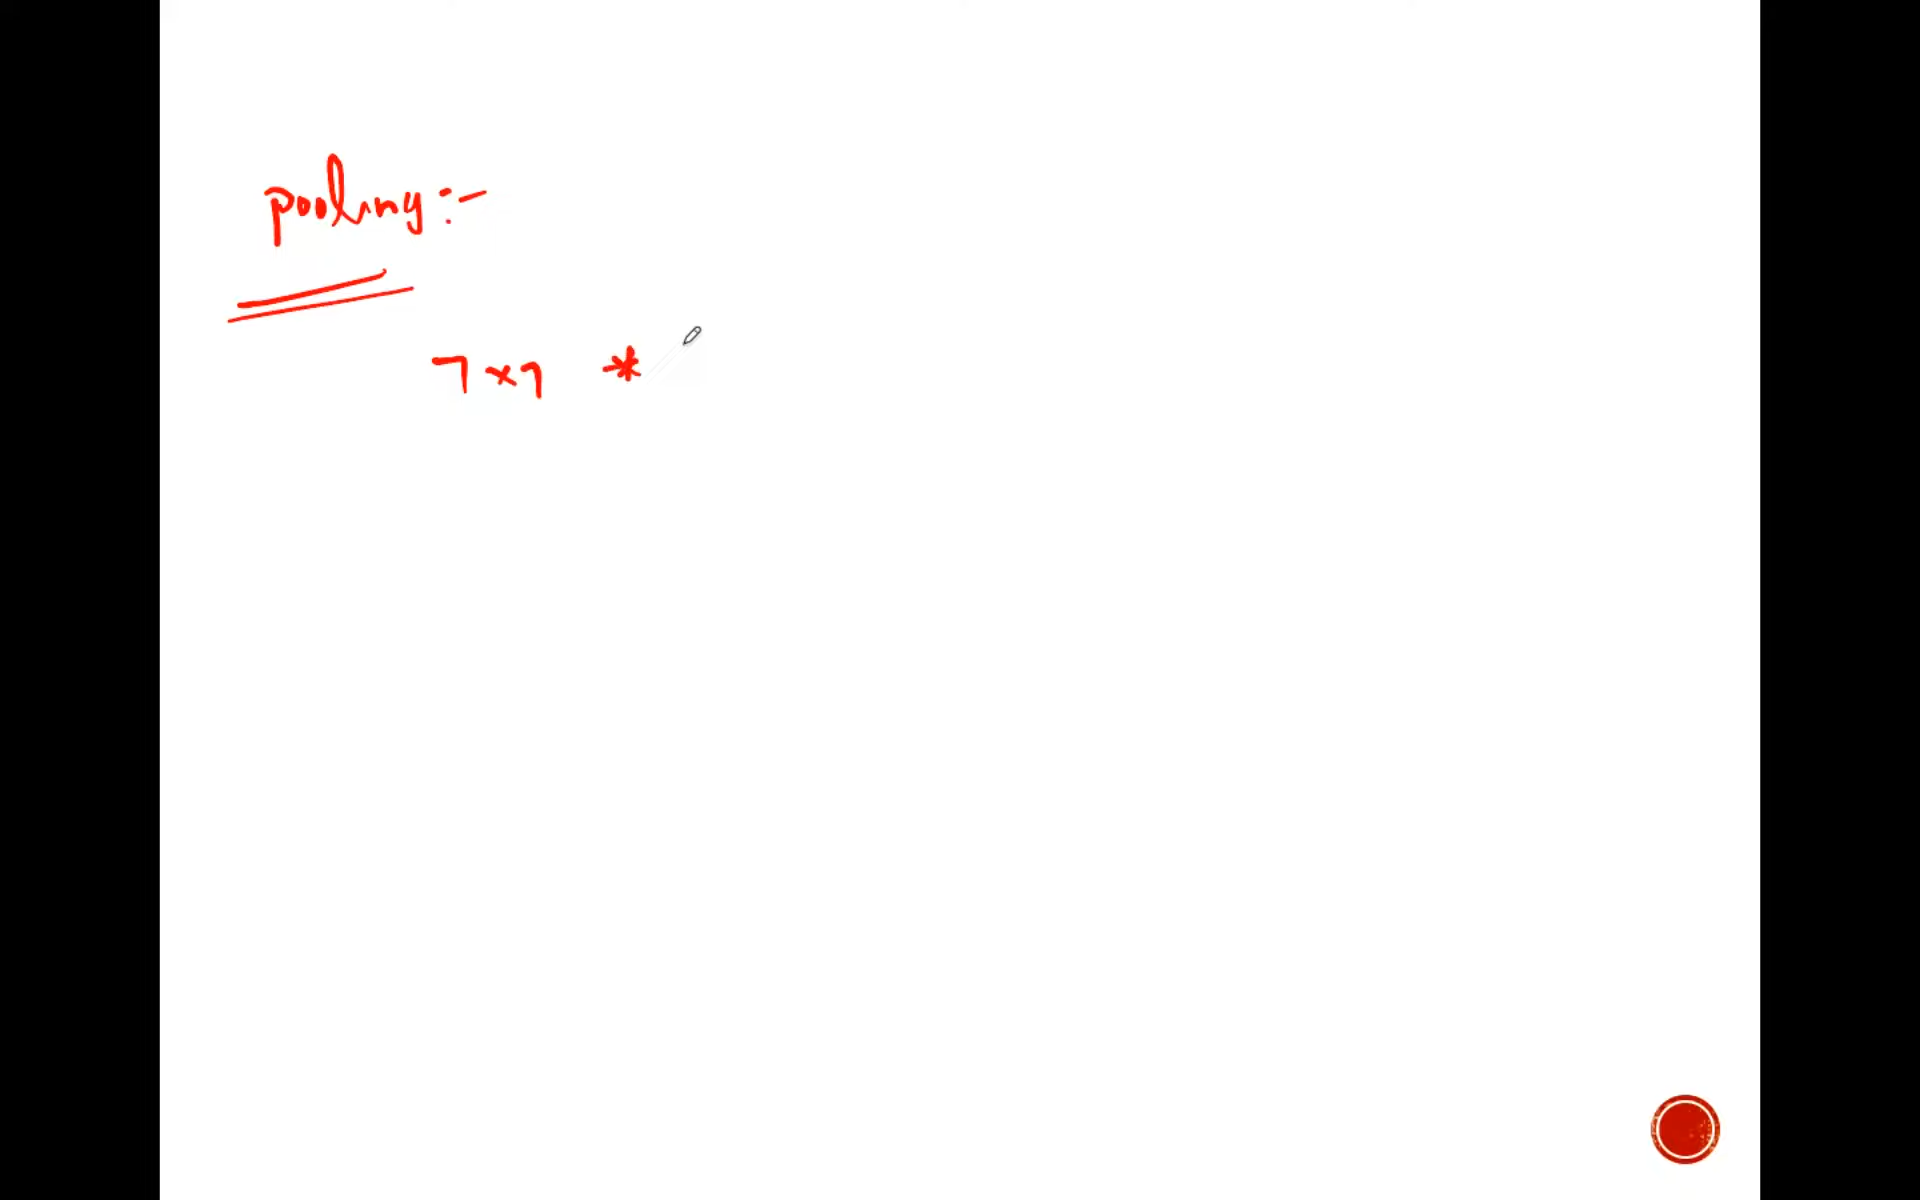 pooling :-
7 × 7 *